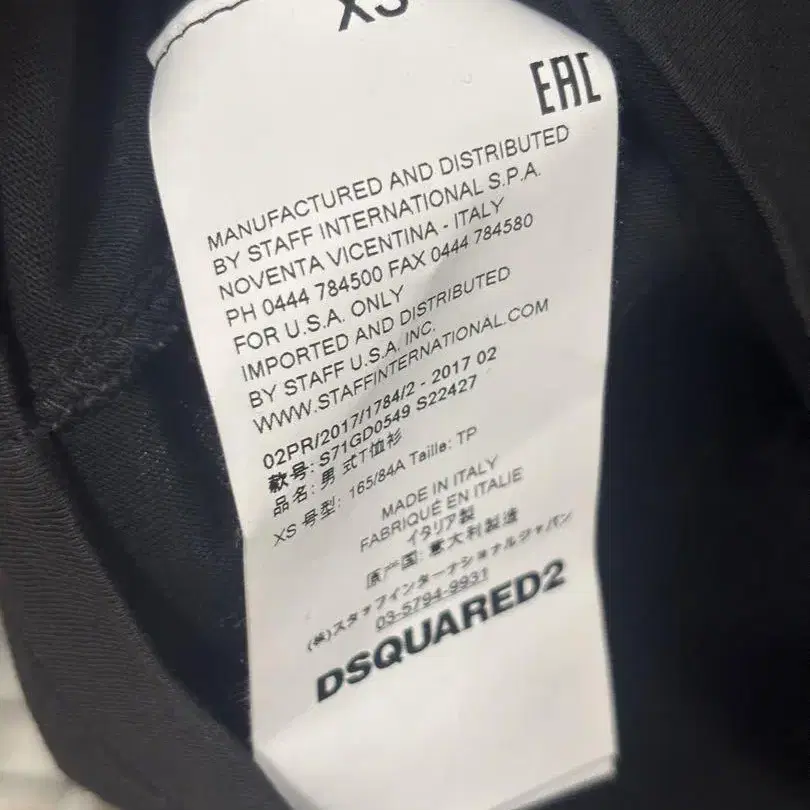 XS
EAC
MANUFACTURED AND DISTRIBUTED
BY STAFF INTERNATIONAL S.P.A.
NOVENTA VICENTINA - ITALY
PH 0444 784500 FAX 0444 784580
FOR U.S.A. ONLY
IMPORTED AND DISTRIBUTED
BY STAFF U.S.A. INC.
WWW.STAFFINTERNATIONAL.COM
02PR/2017/1784/2 - 2017 02
款号: S71GD0549 S22427
品名: 男 式T恤衫
XS 号型: 165/84A Taille: TP
MADE IN ITALY
FABRIQUÉ EN ITALIE
イタリア製
原产国: 意大利製造
(株)スタッフインターナショナルジャパン
03-5794-9931
DSQUARED2